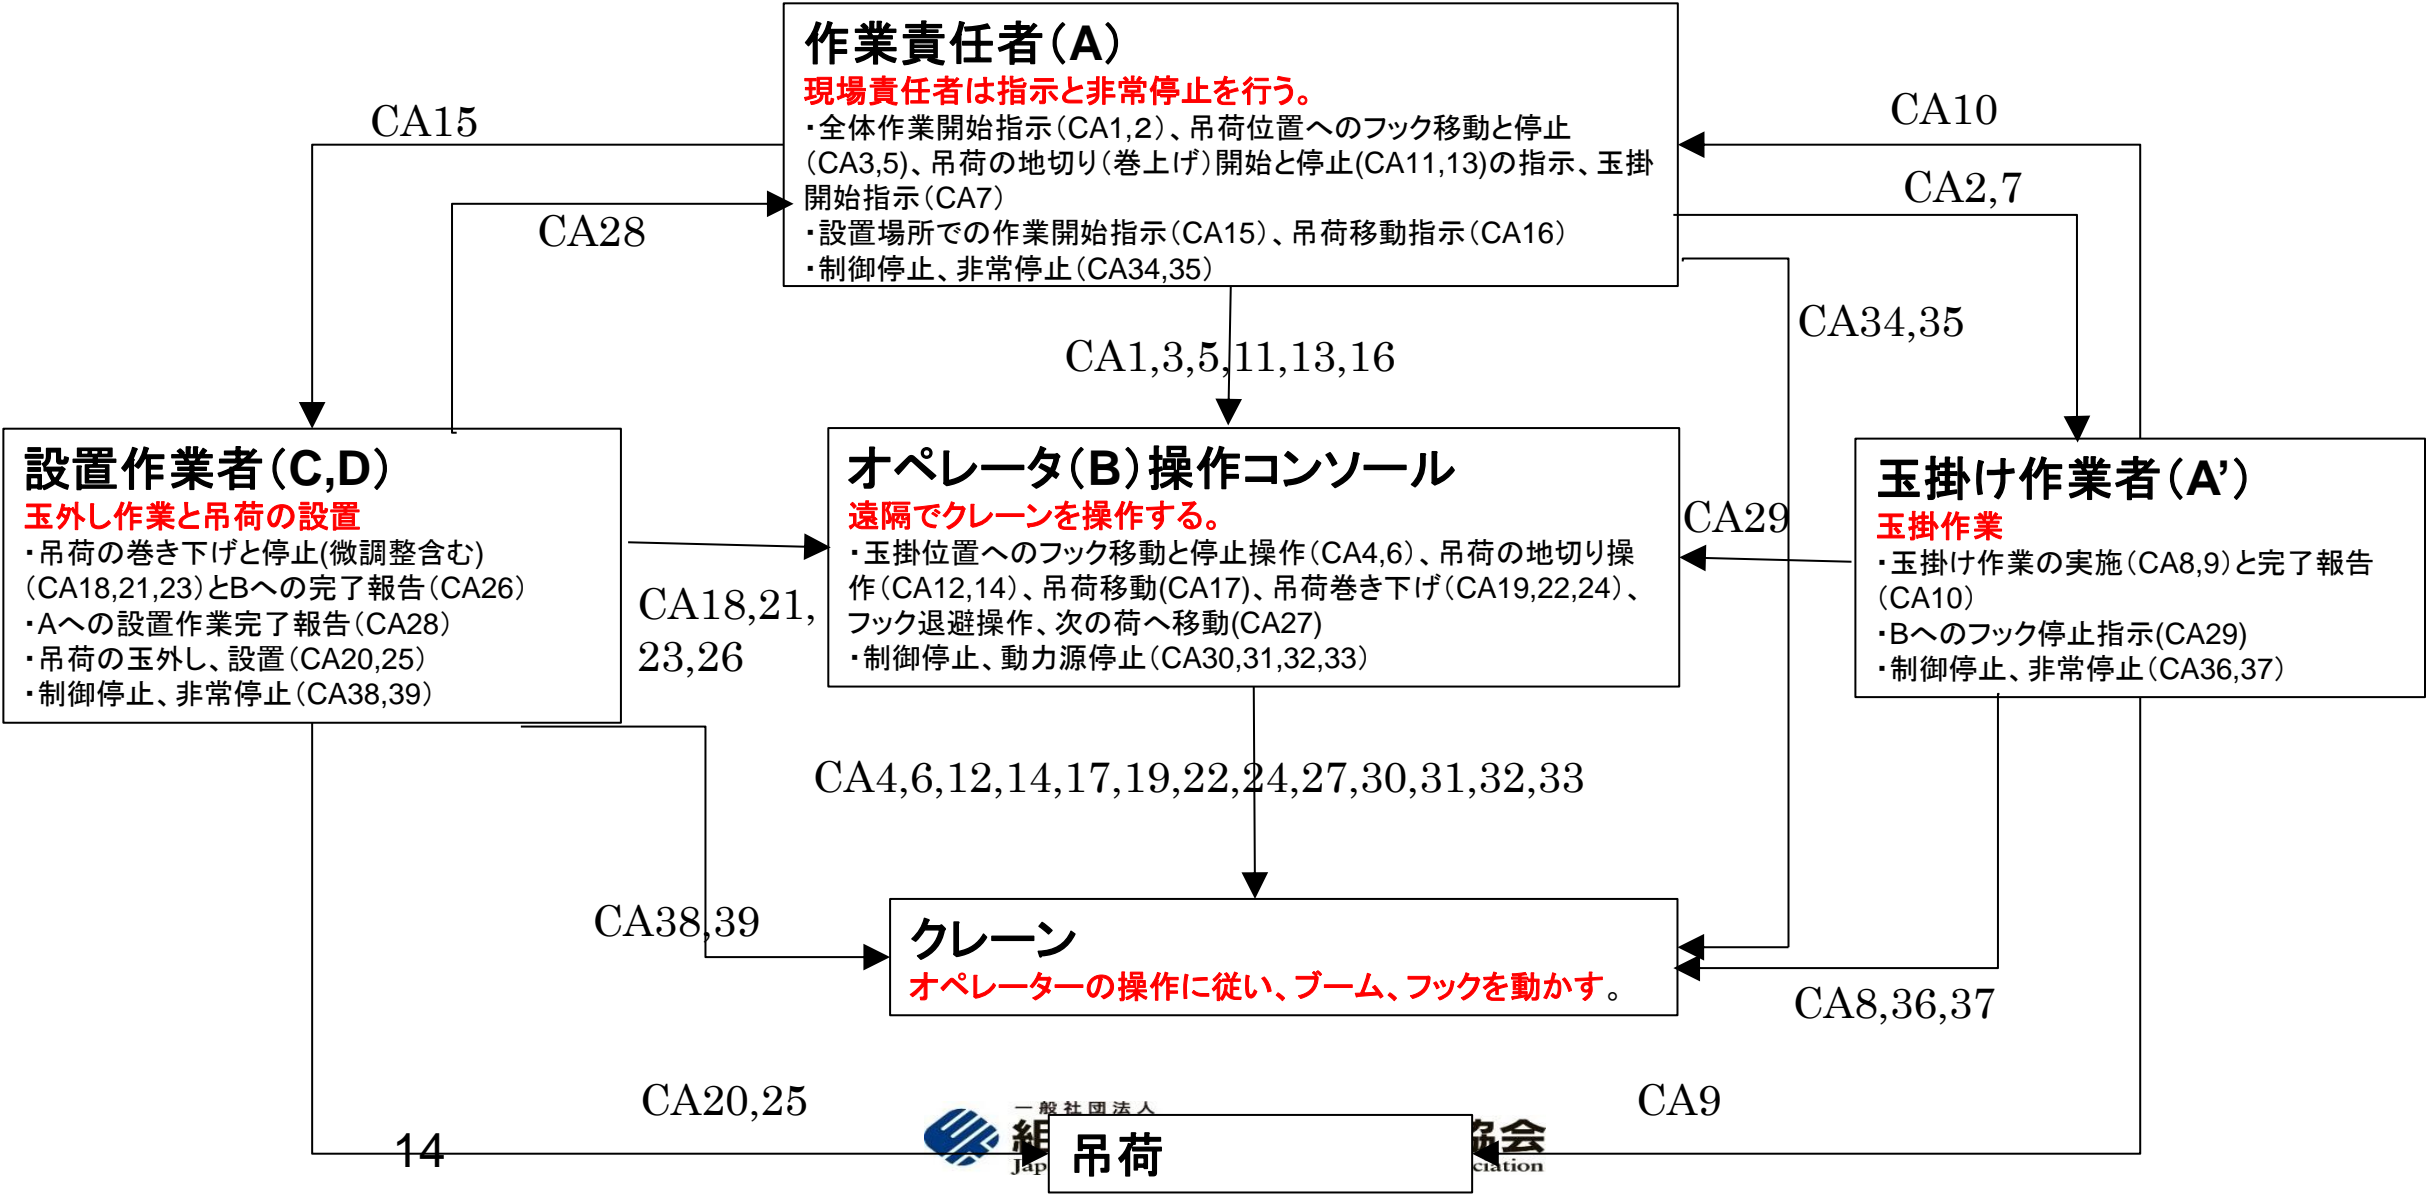 作業責任者（A）
現場責任者は指示と非常停止を行う。
・全体作業開始指示（CA1,２）、吊荷位置へのフック移動と停止
（CA3,5）、吊荷の地切り（巻上げ）開始と停止(CA11,13)の指示、玉掛
開始指示（CA7）
・設置場所での作業開始指示（CA15）、吊荷移動指示（CA16）
・制御停止、非常停止（CA34,35）
CA15
CA28
CA10
CA2,7
CA34,35
CA1,3,5,11,13,16
設置作業者（C,D）
玉外し作業と吊荷の設置
・吊荷の巻き下げと停止(微調整含む)
（CA18,21,23）とBへの完了報告（CA26）
・Aへの設置作業完了報告（CA28）
・吊荷の玉外し、設置（CA20,25）
・制御停止、非常停止（CA38,39）
CA18,21,
23,26
オペレータ（B）操作コンソール
遠隔でクレーンを操作する。
・玉掛位置へのフック移動と停止操作（CA4,6）、吊荷の地切り操
作（CA12,14）、吊荷移動(CA17)、吊荷巻き下げ（CA19,22,24）、
フック退避操作、次の荷へ移動(CA27)
・制御停止、動力源停止（CA30,31,32,33）
CA29
玉掛け作業者（A’）
玉掛作業
・玉掛け作業の実施（CA8,9）と完了報告
（CA10）
・Bへのフック停止指示(CA29)
・制御停止、非常停止（CA36,37）
CA4,6,12,14,17,19,22,24,27,30,31,32,33
CA38,39
クレーン
オペレーターの操作に従い、ブーム、フックを動かす。
CA8,36,37
CA20,25
CA9
一般社団法人
組
協会
Jap
ciation
吊荷
14